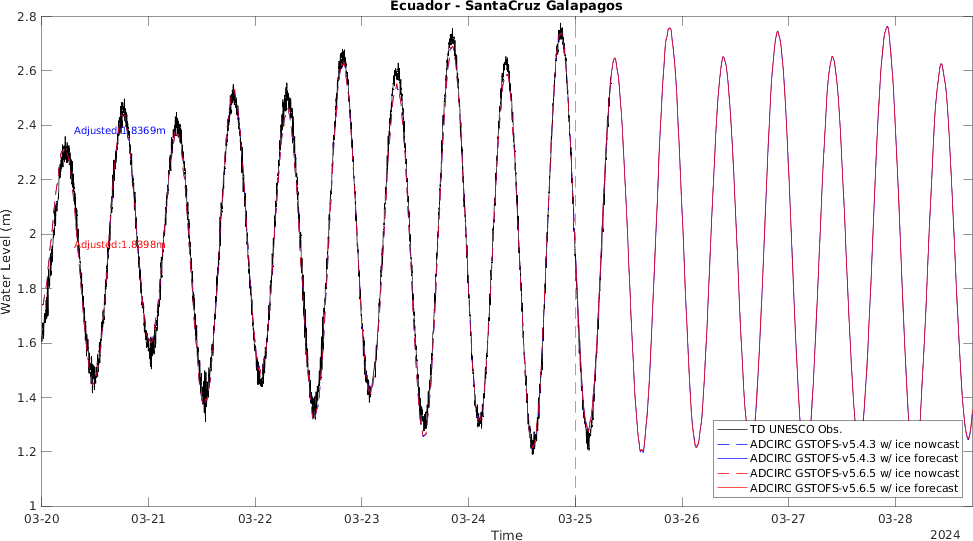 Ecuador - SantaCruz Galapagos
2.8
2.6
2.4
2.2
2
1.8
1.6
1.4
1.2
1
Water Level (m)
Adjusted:1.8369m
Adjusted:1.8398m
TD UNESCO Obs.
ADCIRC GSTOFS-v5.4.3 w/ ice nowcast
ADCIRC GSTOFS-v5.4.3 w/ ice forecast
ADCIRC GSTOFS-v5.6.5 w/ ice nowcast
ADCIRC GSTOFS-v5.6.5 w/ ice forecast
03-20 03-21 03-22 03-23 03-24 03-25 03-26 03-27 03-28
Time
2024